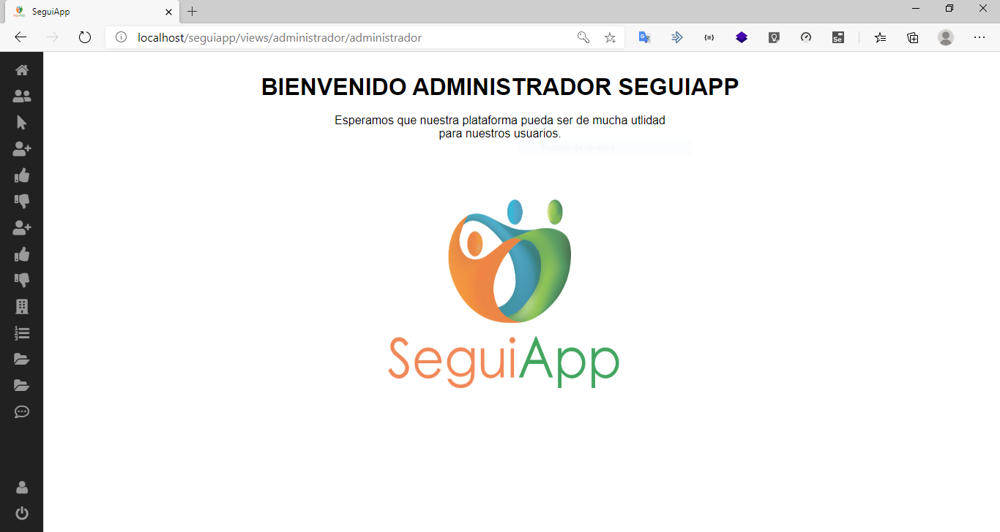 SeguiApp
localhost/seguiapp/views/administrador/administrador
BIENVENIDO ADMINISTRADOR SEGUIAPP
Esperamos que nuestra plataforma pueda ser de mucha utlidad
para nuestros usuarios.
Recorte de ventana
SeguiApp